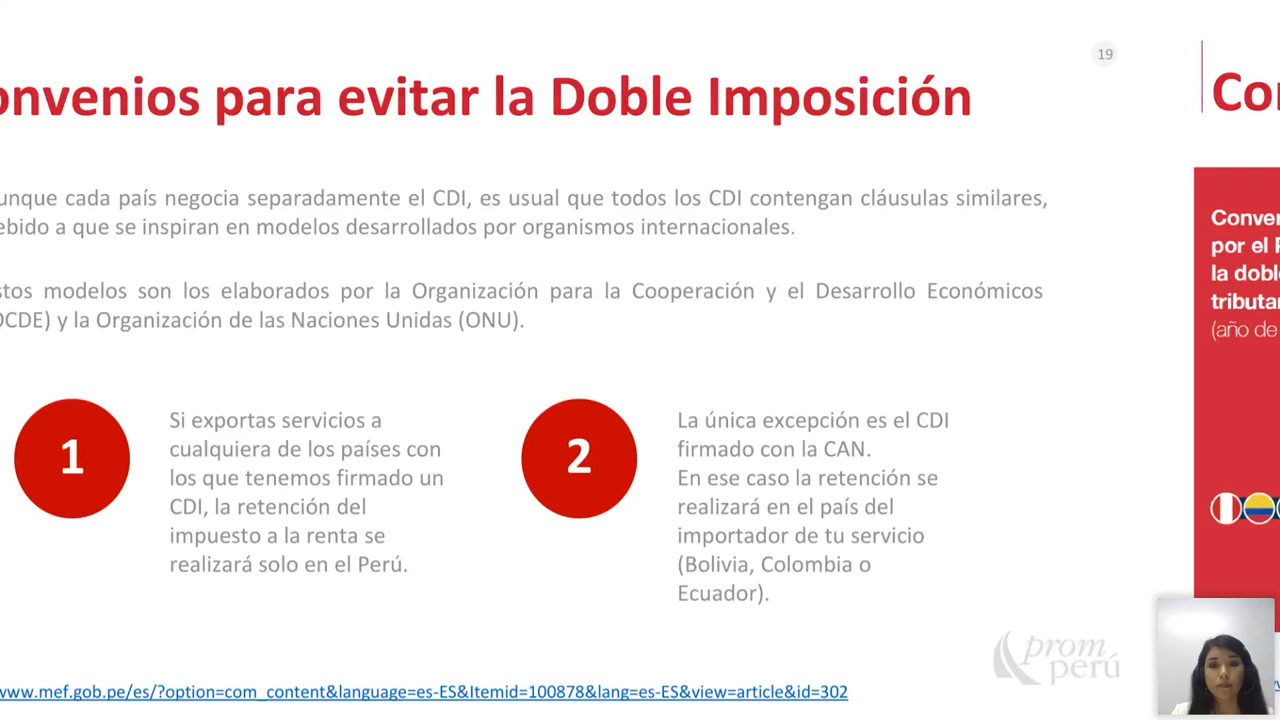 19
onvenios para evitar la Doble Imposición
unque cada país negocia separadamente el CDI, es usual que todos los CDI contengan cláusulas similares,
ebido a que se inspiran en modelos desarrollados por organismos internacionales.
stos modelos son los elaborados por la Organización para la Cooperación y el Desarrollo Económicos
OCDE) y la Organización de las Naciones Unidas (ONU).
1
Si exportas servicios a
cualquiera de los países con
los que tenemos firmado un
CDI, la retención del
impuesto a la renta se
realizará solo en el Perú.
2
La única excepción es el CDI
firmado con la CAN.
En ese caso la retención se
realizará en el país del
importador de tu servicio
(Bolivia, Colombia o
Ecuador).
prom
perú
www.mef.gob.pe/es/?option=com_content&language=es-ES&Itemid=100878&lang=es-ES&view=article&id=302
Co
Conve
por el P
la doble
tributa
(año de